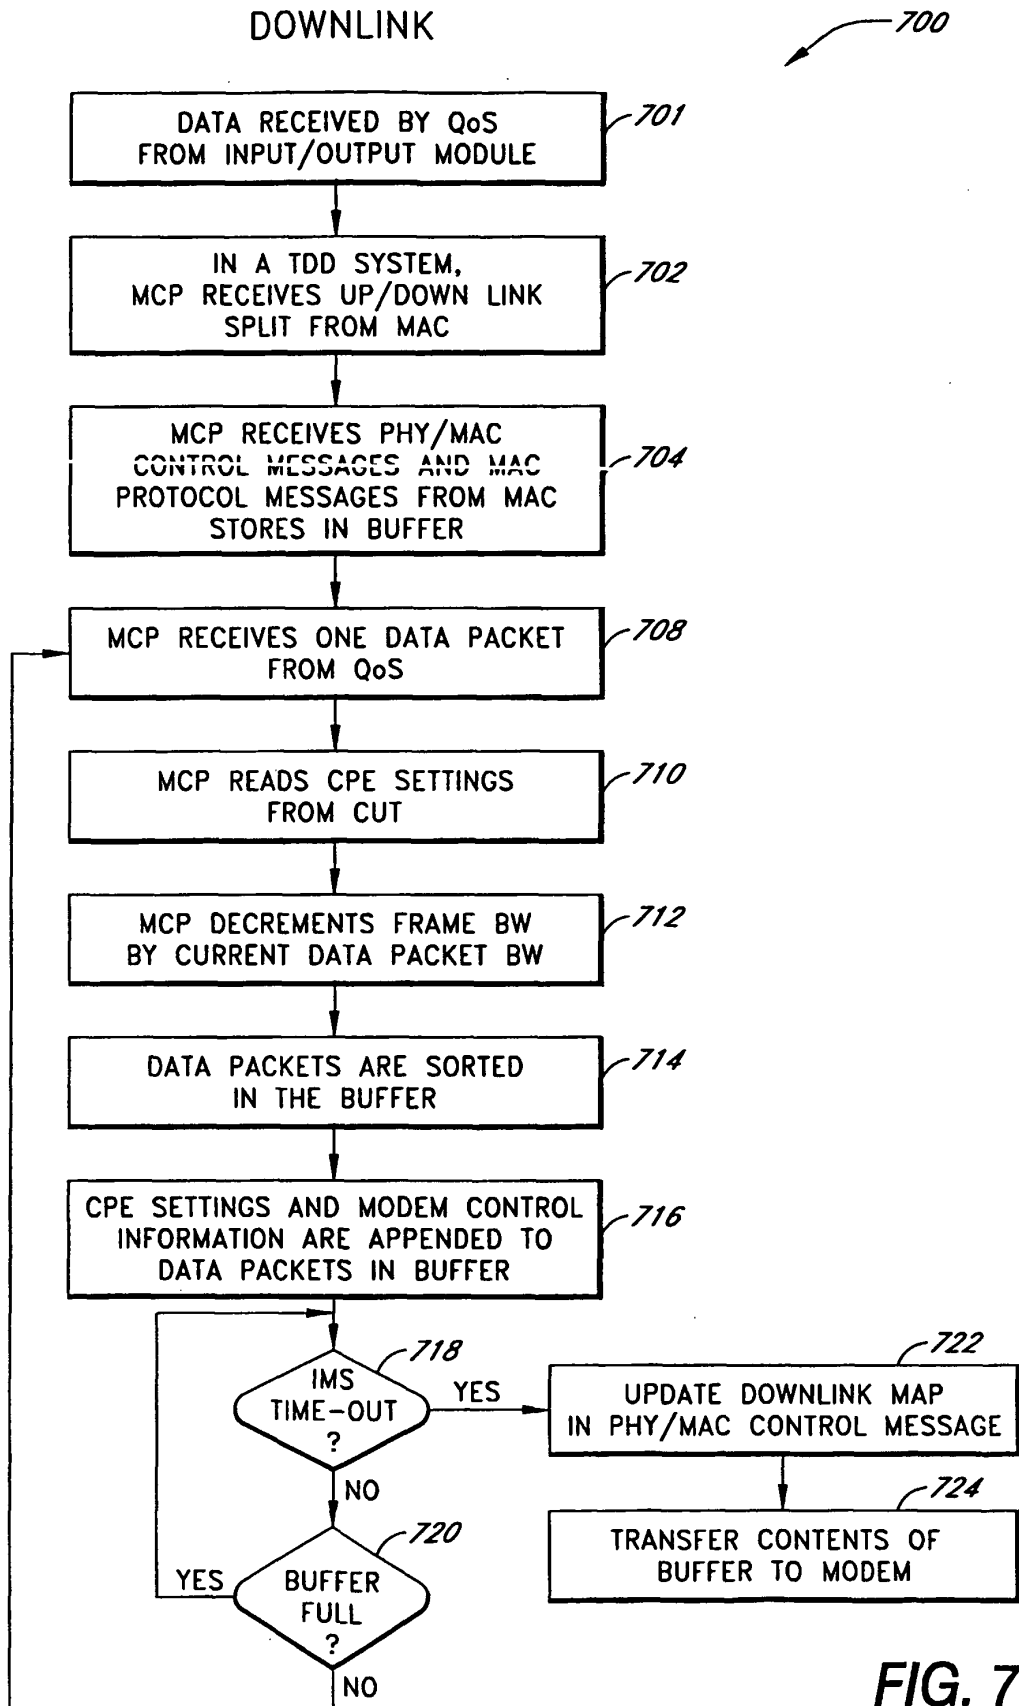 DOWNLINK
700
DATA RECEIVED BY QoS
FROM INPUT/OUTPUT MODULE
701
IN A TDD SYSTEM,
MCP RECEIVES UP/DOWN LINK
SPLIT FROM MAC
702
MCP RECEIVES PHY/MAC
CONTROL MESSAGES AND MAC
PROTOCOL MESSAGES FROM MAC
STORES IN BUFFER
704
MCP RECEIVES ONE DATA PACKET
FROM QoS
708
MCP READS CPE SETTINGS
FROM CUT
710
MCP DECREMENTS FRAME BW
BY CURRENT DATA PACKET BW
712
DATA PACKETS ARE SORTED
IN THE BUFFER
714
CPE SETTINGS AND MODEM CONTROL
INFORMATION ARE APPENDED TO
DATA PACKETS IN BUFFER
716
IMS
TIME-OUT
?
718
YES
NO
UPDATE DOWNLINK MAP
IN PHY/MAC CONTROL MESSAGE
722
TRANSFER CONTENTS OF
BUFFER TO MODEM
724
BUFFER
FULL
?
720
YES
NO
FIG. 7